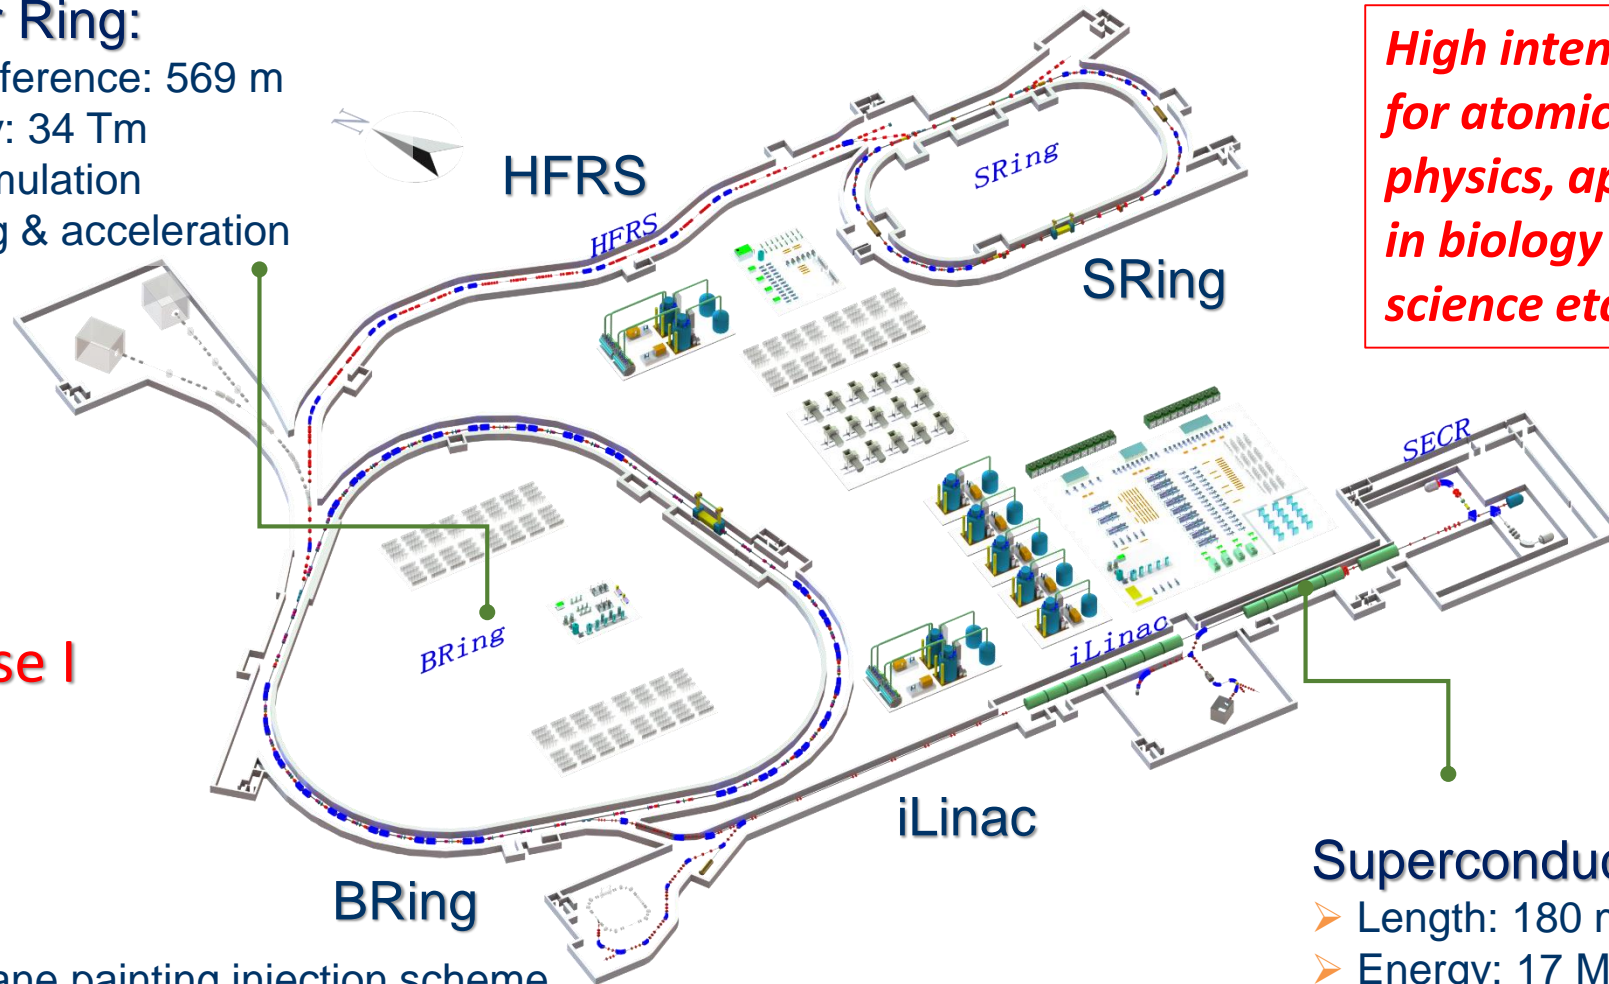 r Ring:
ference: 569 m
y: 34 Tm
mulation
g & acceleration
N
HFRS
HFRS
SRing
SRing
High inten
for atomic
physics, ap
in biology
science etc
SECR
iLinac
BRing
se I
iLinac
BRing
Superconduc
➢ Length: 180 m
➢ Energy: 17 M
ane painting injection scheme